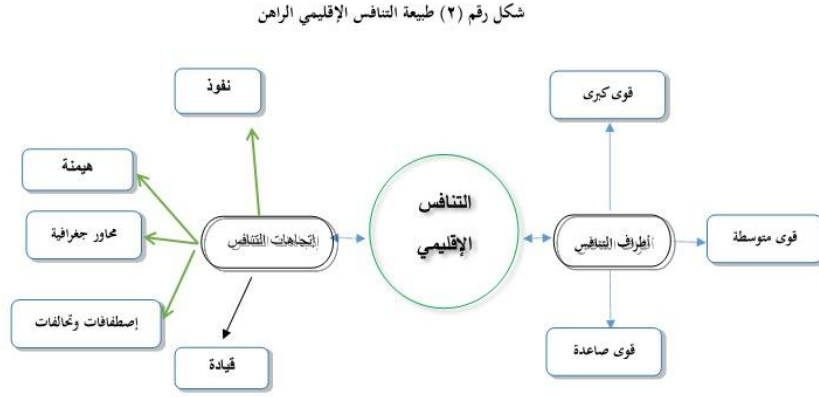 شكل رقم (٢) طبيعة التنافس الإقليمي الراهن
قوى كبرى
نفوذ
هيمنة
التنافس
الإقليمي
أطرف التنافس
قوى متوسطة
إتجاهات التنافس
محاور جغرافية
إصطفافات وتحالفات
قوى صاعدة
قيادة